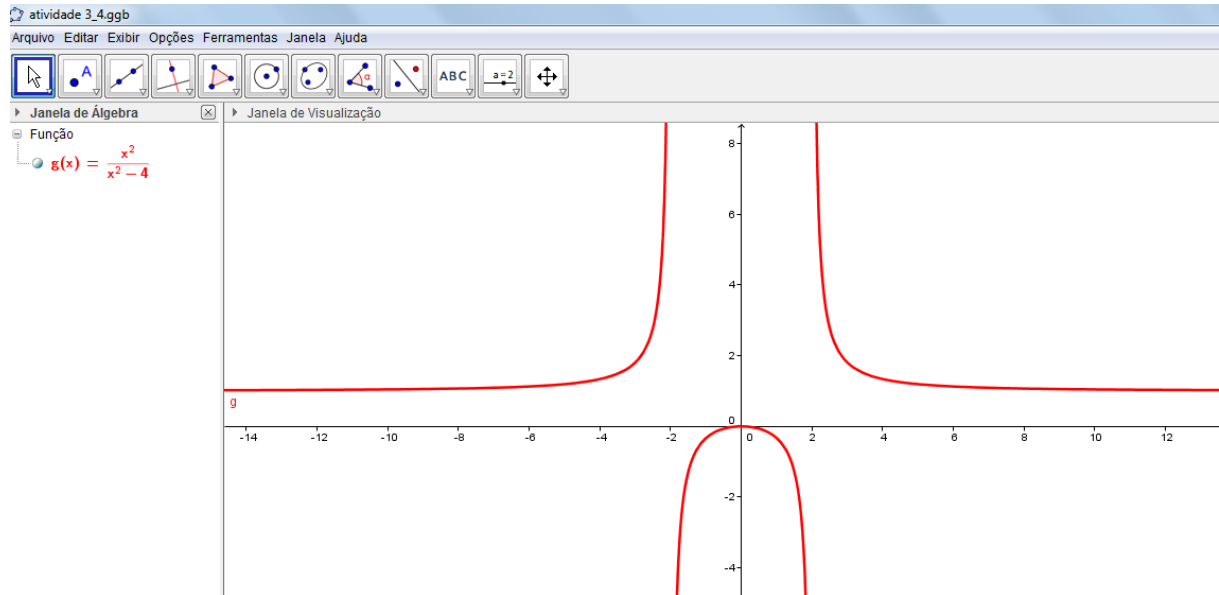 atividade 3_4.ggb
Arquivo Editar Exibir Opções Ferramentas Janela Ajuda
A α ABC a=2
Janela de Álgebra
Janela de Visualização
Função
g(x) = x² / (x² − 4)
g
8
6
4
2
0
-2
-4
-14 -12 -10 -8 -6 -4 -2 0 2 4 6 8 10 12